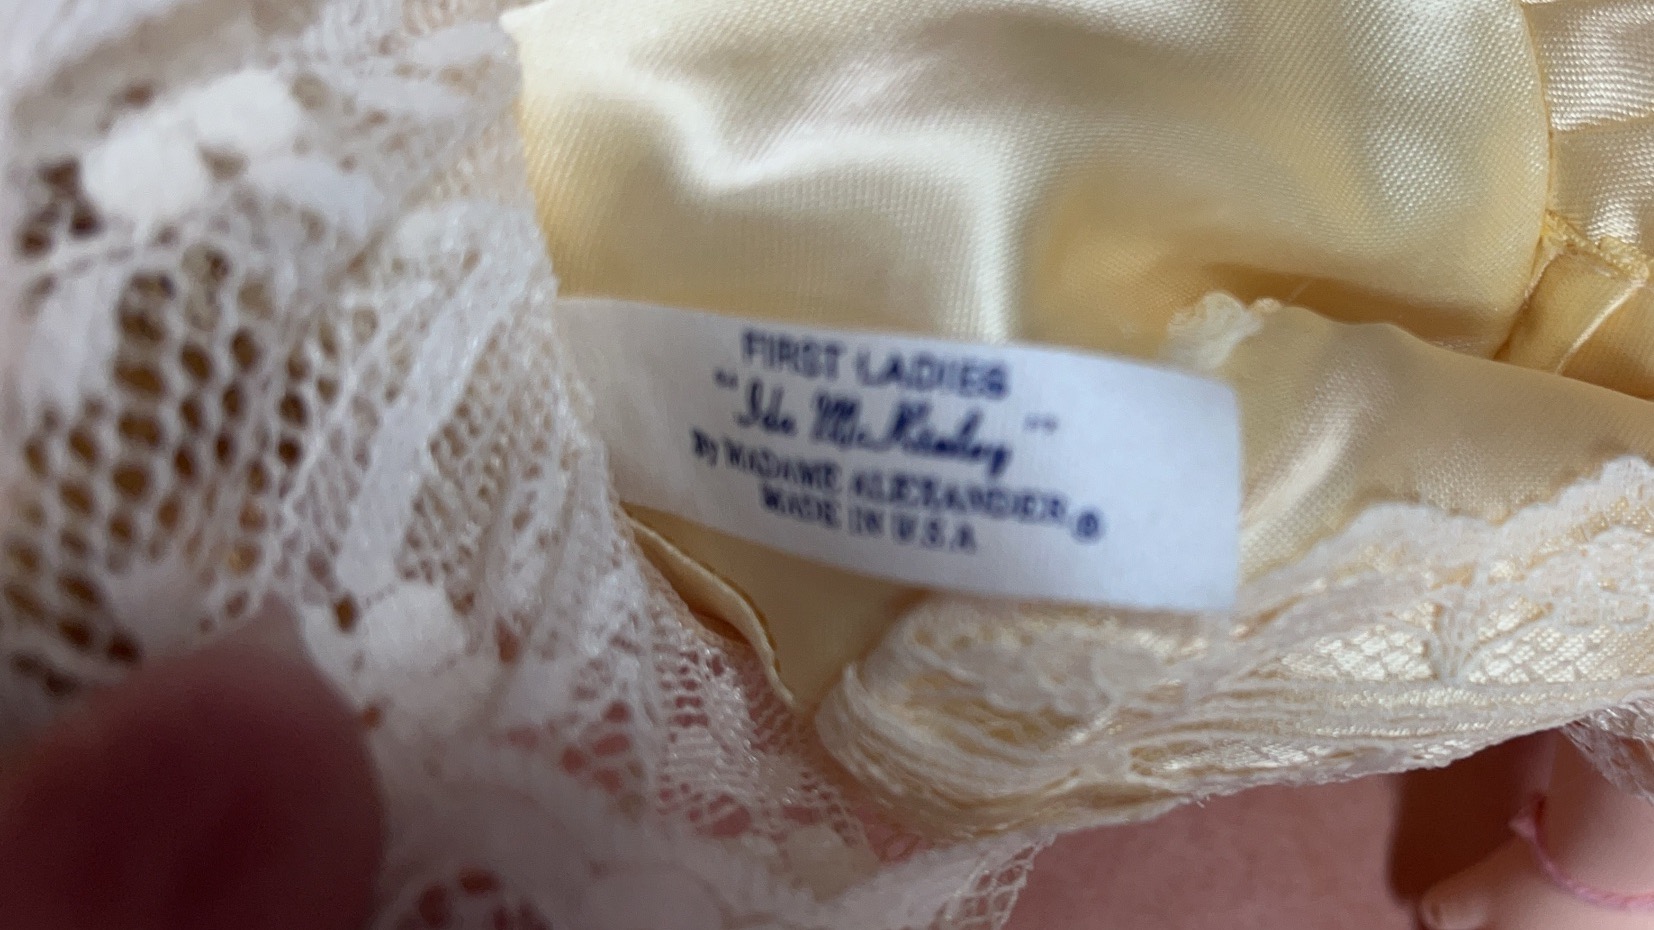 FIRST LADIES
"Ida McKinley"
By MADAME ALEXANDER®
MADE IN U.S.A